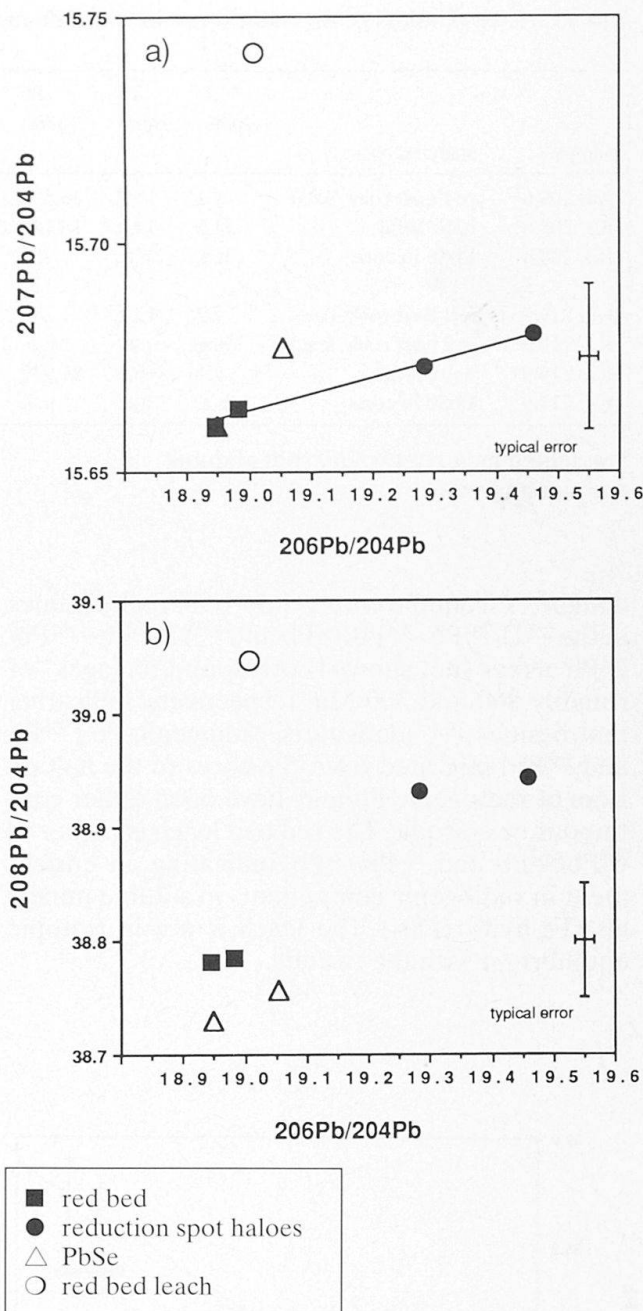 a)
15.75
15.70
15.65
207Pb/204Pb
18.9 19.0 19.1 19.2 19.3 19.4 19.5 19.6
typical error
206Pb/204Pb
b)
39.1
39.0
38.9
38.8
38.7
208Pb/204Pb
18.9 19.0 19.1 19.2 19.3 19.4 19.5 19.6
typical error
206Pb/204Pb
red bed
reduction spot haloes
PbSe
red bed leach